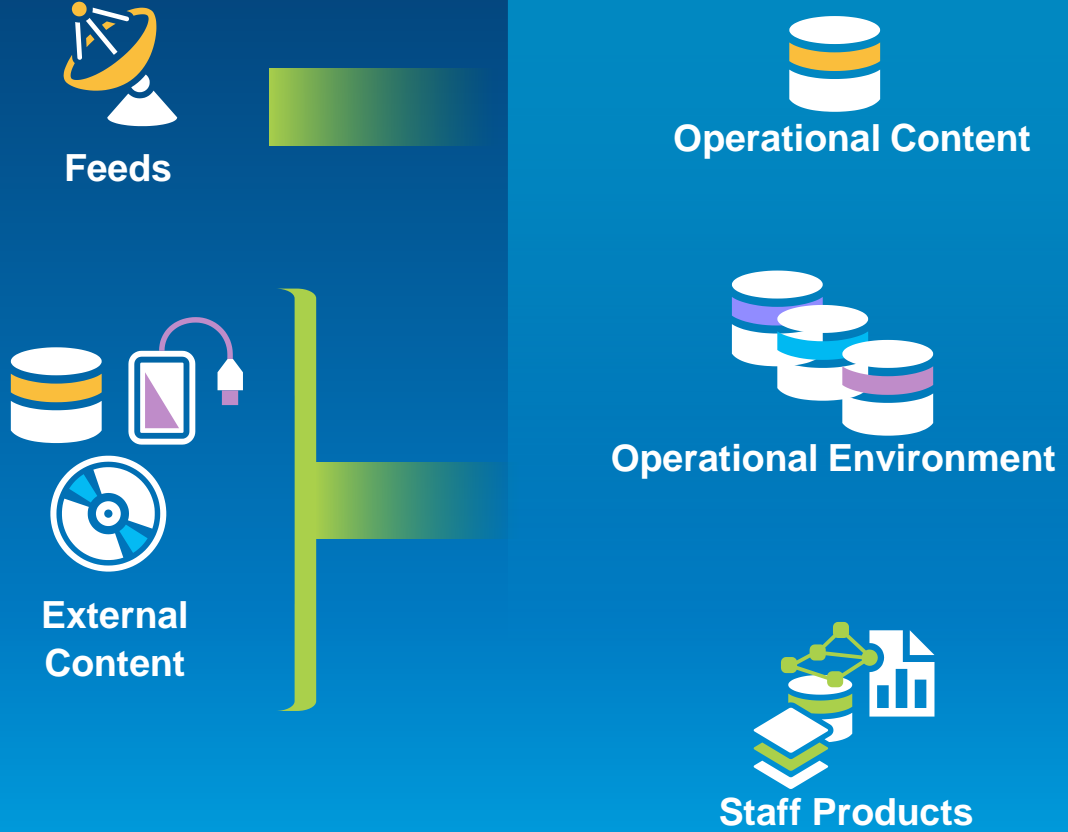 Feeds
External
Content
Operational Content
Operational Environment
Staff Products